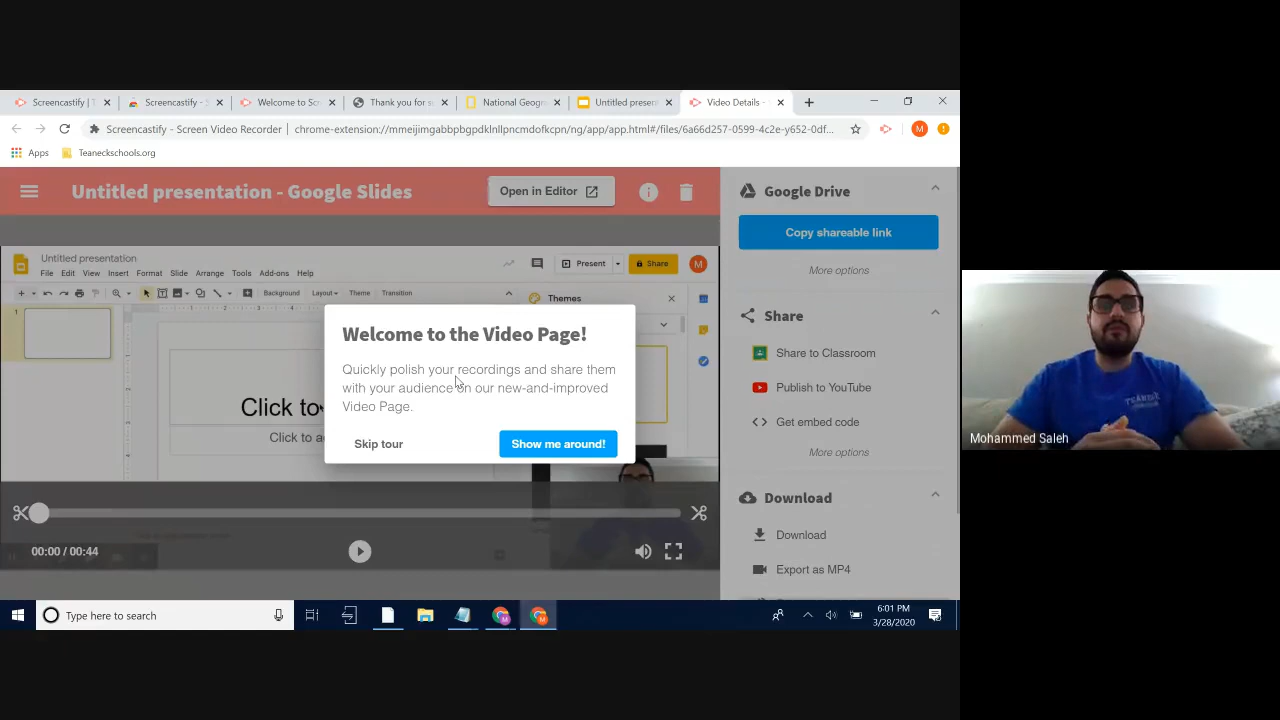 Screencastify | T
Screencastify - S
Welcome to Scr
Thank you for s
National Geogr
Untitled presen
Video Details -
Screencastify - Screen Video Recorder
chrome-extension://mmeijimgabbpbgpdklnllpncmdofkcpn/ng/app/app.html#/files/6a66d257-0599-4c2e-y652-0df...
M
Apps
Teaneckschools.org
Untitled presentation - Google Slides
Open in Editor
Google Drive
Copy shareable link
More options
Untitled presentation
File Edit View Insert Format Slide Arrange Tools Add-ons Help
Present
Share
M
Background Layout Theme Transition
Themes
1
Welcome to the Video Page!
Quickly polish your recordings and share them
with your audience on our new-and-improved
Video Page.
Skip tour
Show me around!
Click to
Click to a
Share
Share to Classroom
Publish to YouTube
Get embed code
More options
Download
Download
Export as MP4
00:00 / 00:44
Type here to search
6:01 PM
3/28/2020
Mohammed Saleh